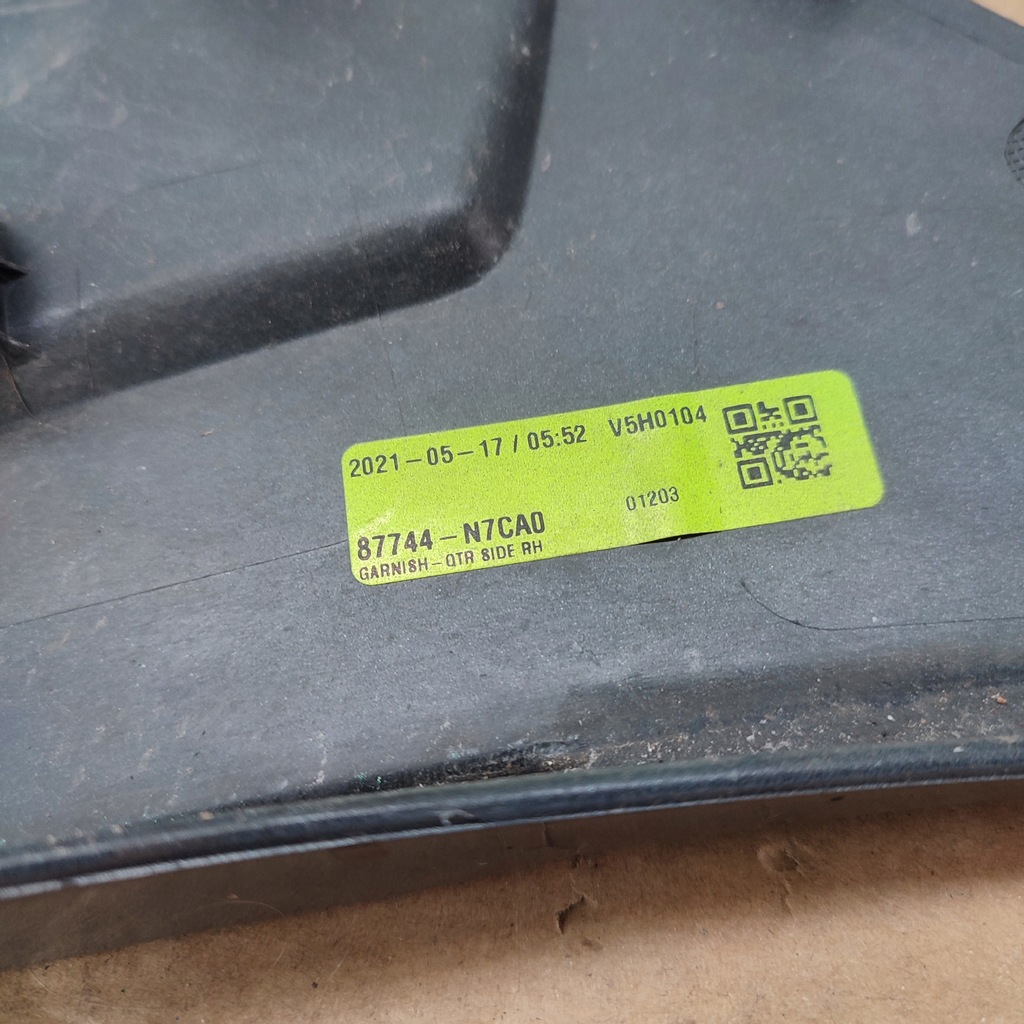 2021-05-17 / 05:52 V5H0104
01203
87744-N7CA0
GARNISH-QTR SIDE RH